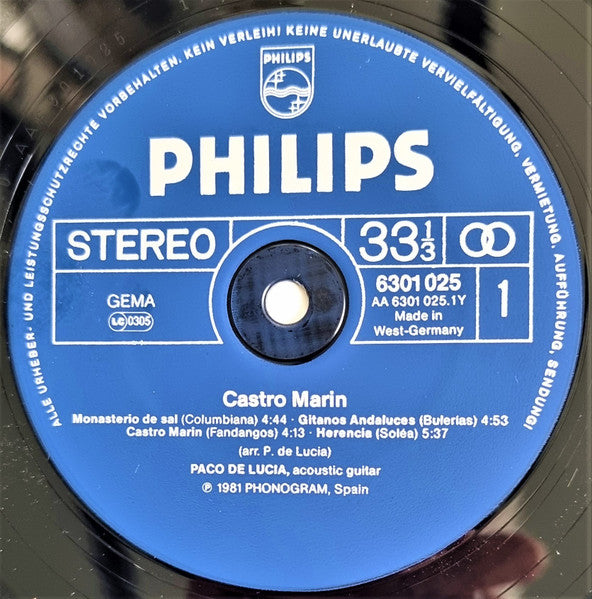 ALLE URHEBER- UND LEISTUNGSSCHUTZRECHTE VORBEHALTEN. KEIN VERLEIH! KEINE UNERLAUBTE VERVIELFÄLTIGUNG, VERMIETUNG, AUFFÜHRUNG, SENDUNG!
PHILIPS
PHILIPS
STEREO
33⅓
GEMA
LC 0305
6301 025
AA 6301 025.1Y
Made in
West-Germany
1
Castro Marin
Monasterio de sal (Columbiana) 4:44 · Gitanos Andaluces (Bulerías) 4:53
Castro Marin (Fandangos) 4:13 · Herencia (Soléa) 5:37
(arr. P. de Lucia)
PACO DE LUCIA, acoustic guitar
℗ 1981 PHONOGRAM, Spain